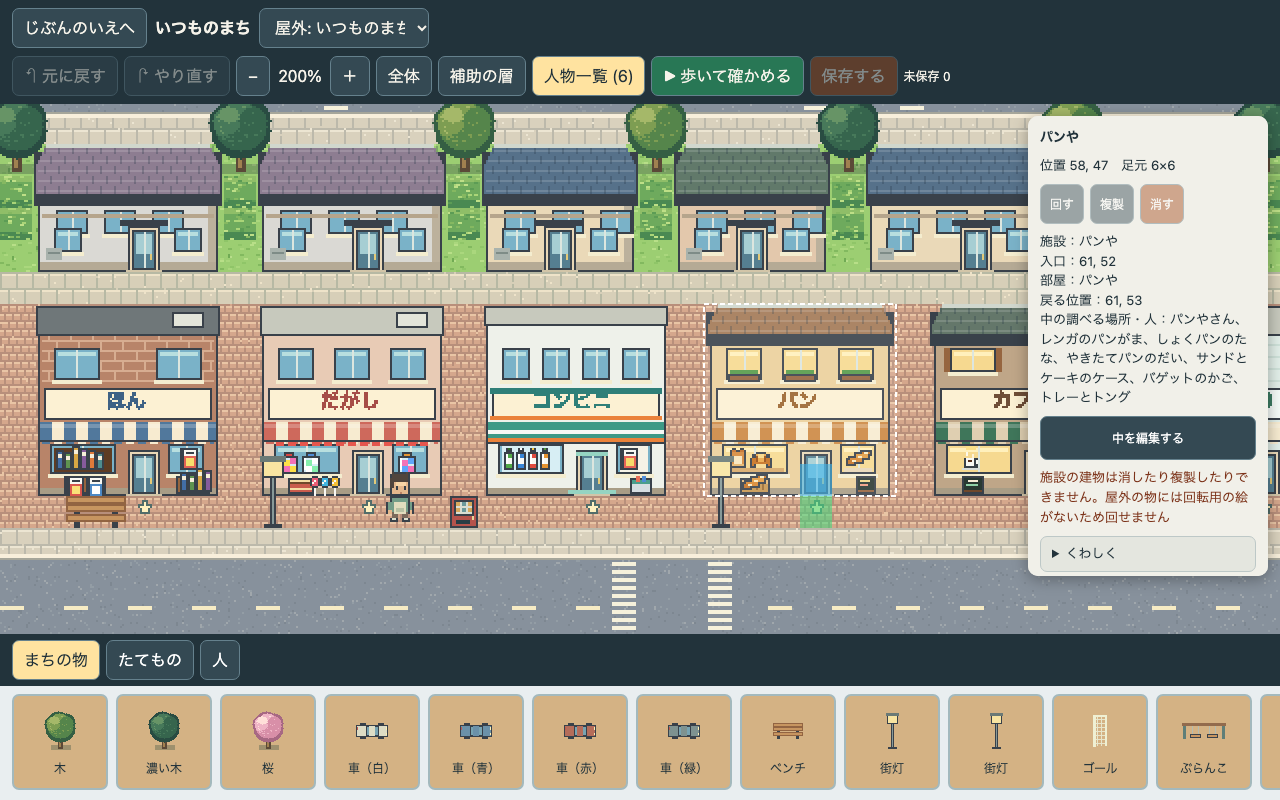 じぶんのいえへ
いつものまち
屋外: いつものまち
元に戻す
やり直す
−
200%
＋
全体
補助の層
人物一覧 (6)
▶ 歩いて確かめる
保存する
未保存 0
ほん
だがし
コンビニ
パン
カフ
パンや
位置 58, 47　足元 6×6
回す
複製
消す
施設：パンや
入口：61, 52
部屋：パンや
戻る位置：61, 53
中の調べる場所・人：パンやさん、
レンガのパンがま、しょくパンのた
な、やきたてパンのだい、サンドと
ケーキのケース、バゲットのかご、
トレーとトング
中を編集する
施設の建物は消したり複製したりで
きません。屋外の物には回転用の絵
がないため回せません
▶ くわしく
まちの物
たてもの
人
木
濃い木
桜
車（白）
車（青）
車（赤）
車（緑）
ベンチ
街灯
街灯
ゴール
ぶらんこ